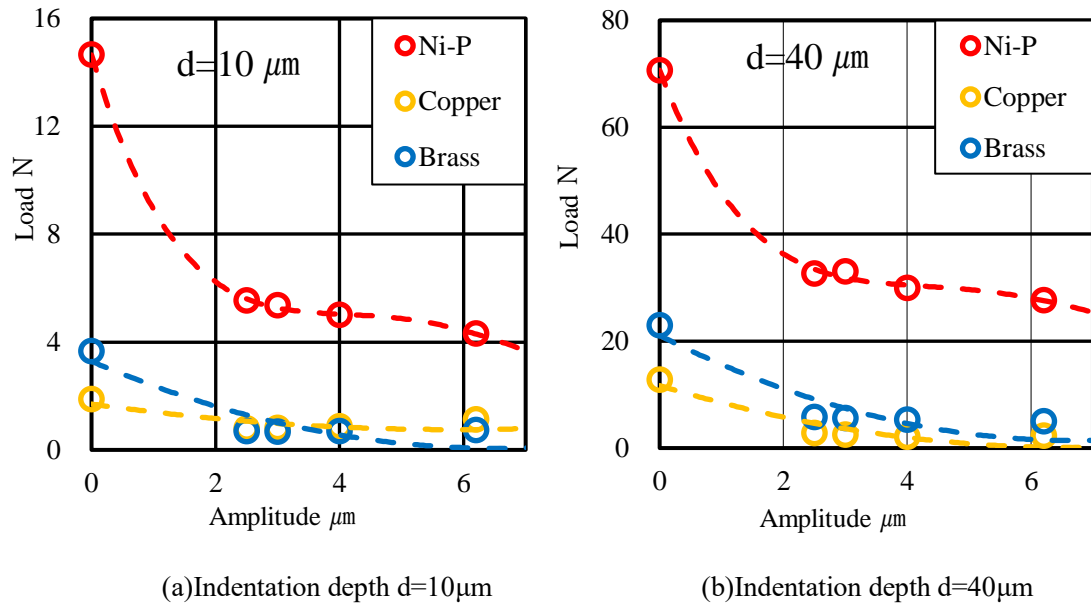 16
12
8
4
0
Load N
d=10 μm
Ni-P
Copper
Brass
0
2
4
6
Amplitude μm
(a)Indentation depth d=10μm
80
60
40
20
0
Load N
d=40 μm
Ni-P
Copper
Brass
0
2
4
6
Amplitude μm
(b)Indentation depth d=40μm